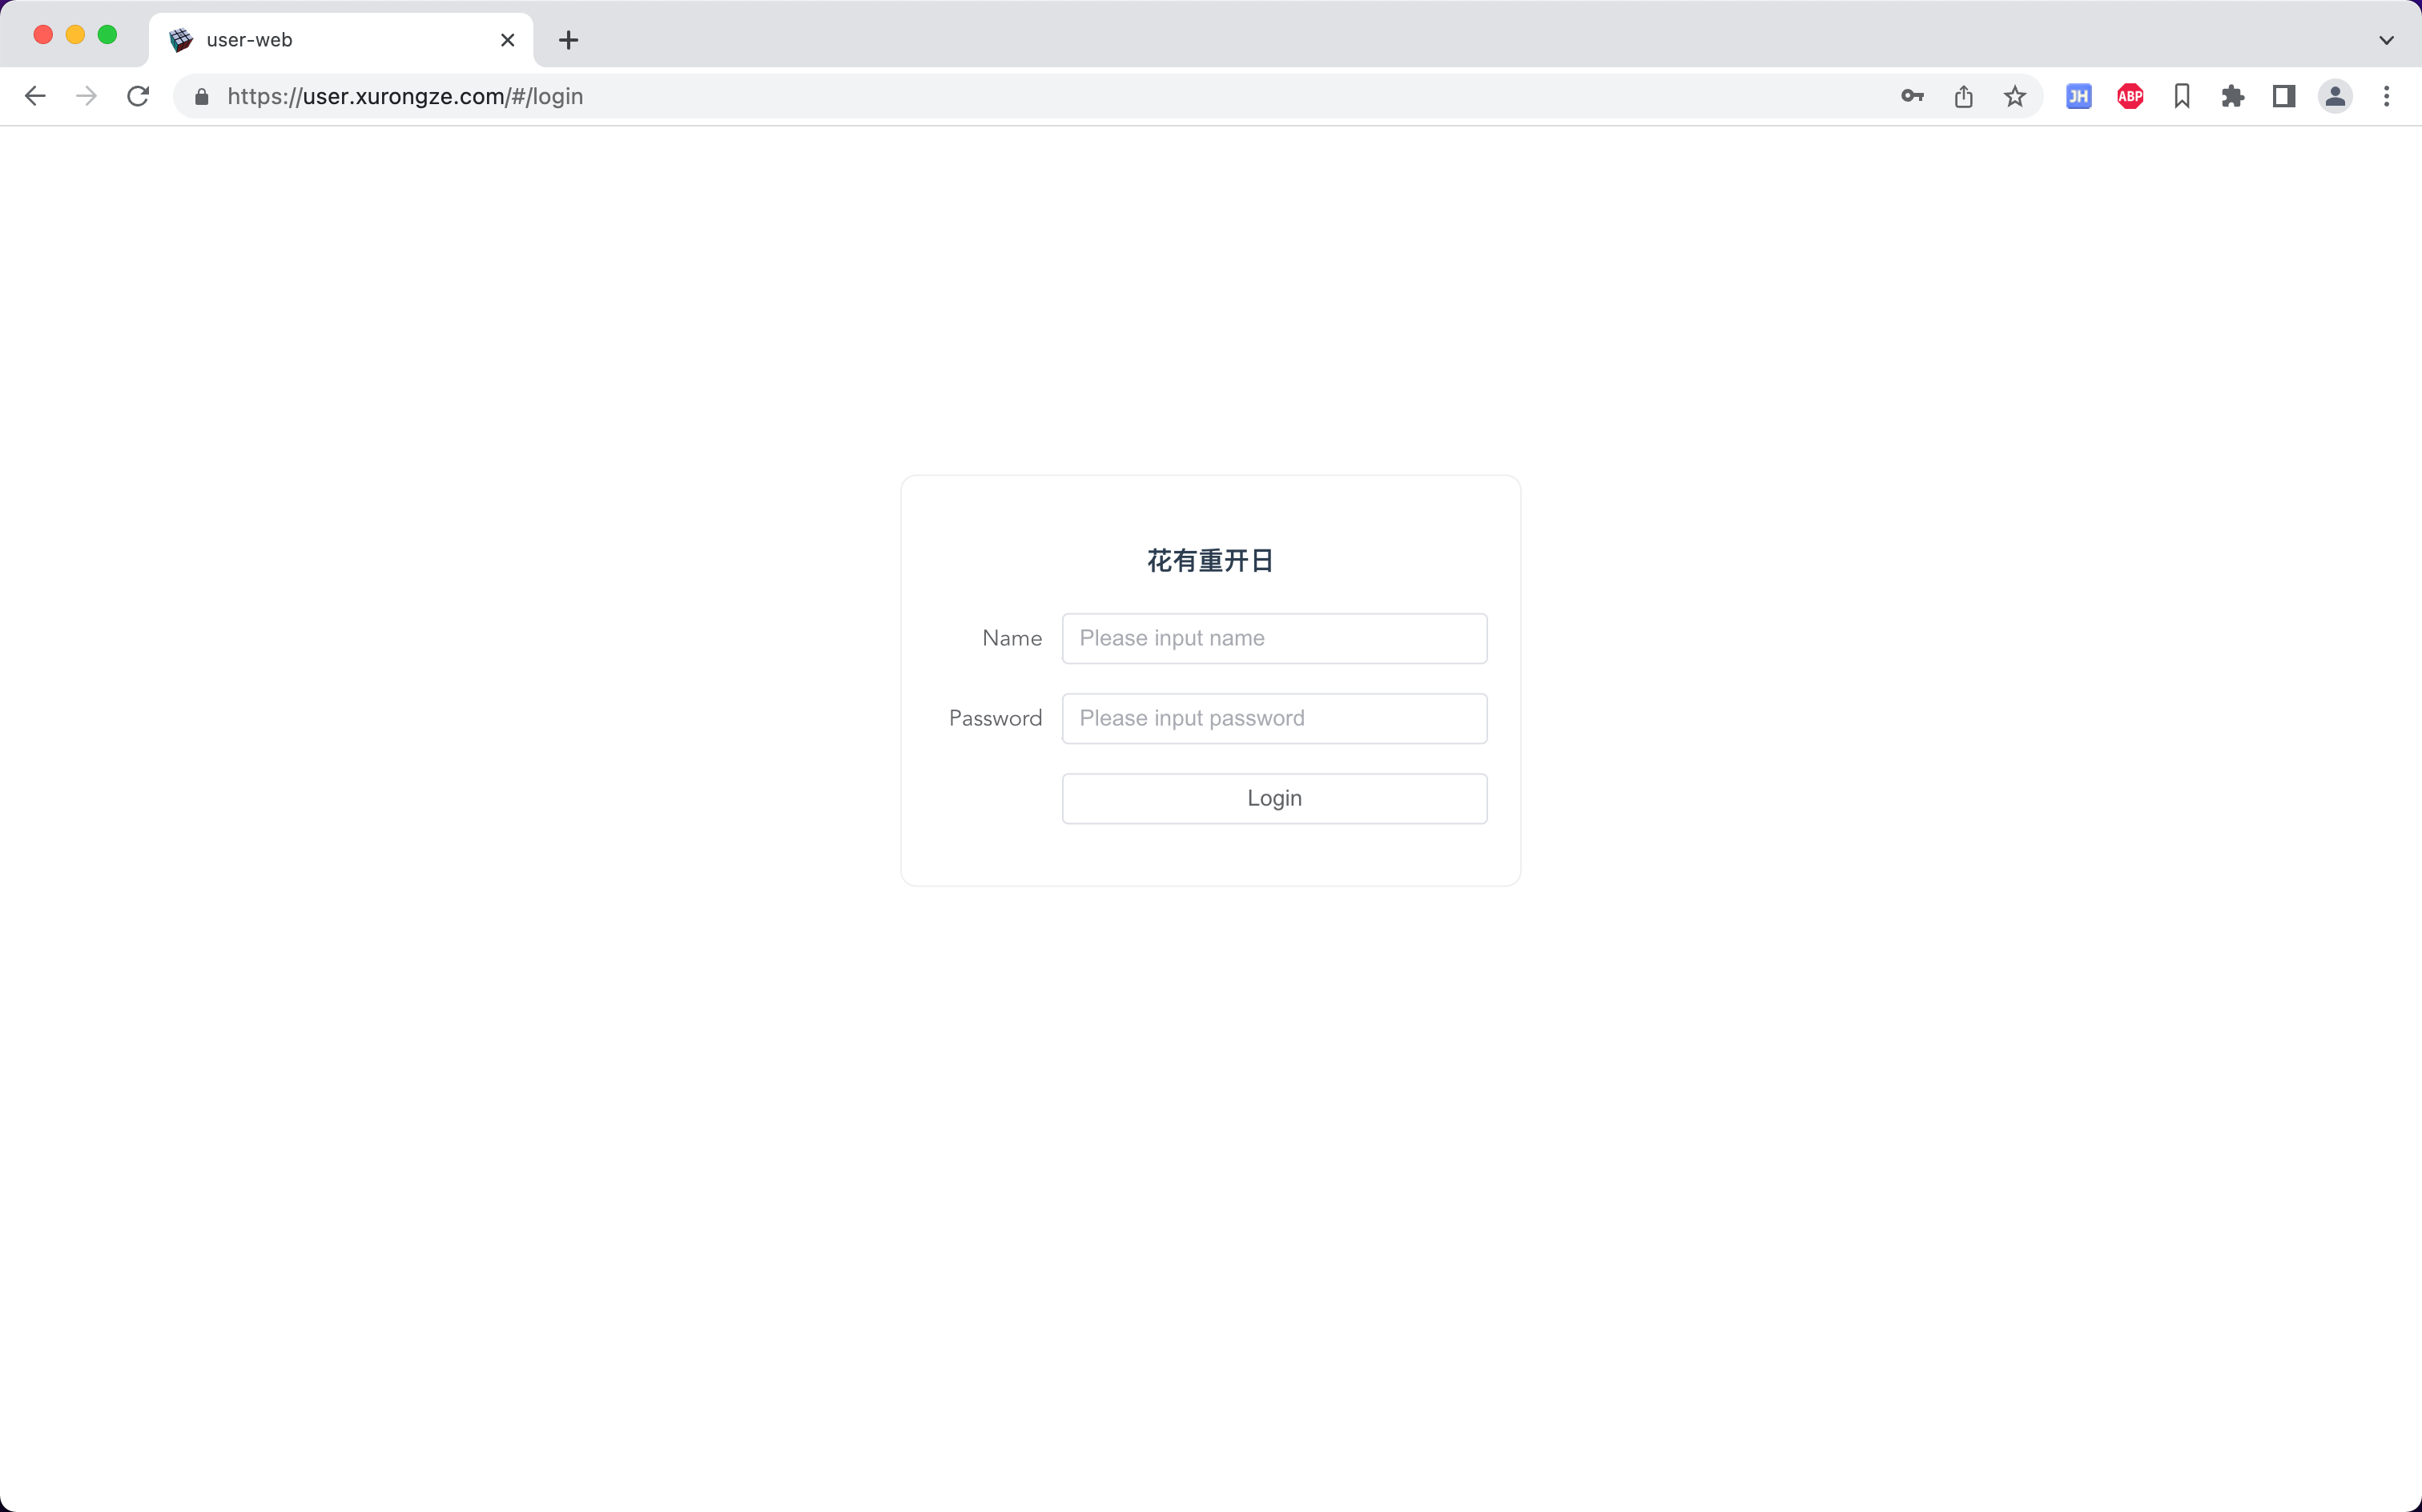 user-web
https://user.xurongze.com/#/login
JH
ABP
花有重开日
Name
Please input name
Password
Please input password
Login